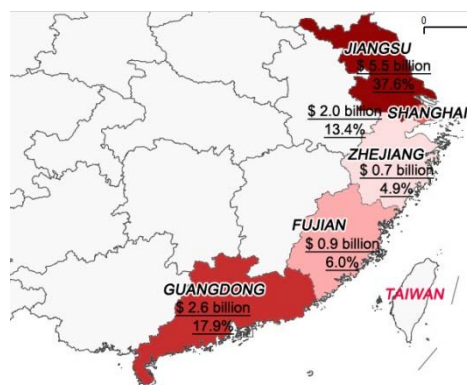 0
JIANGSU
$ 5.5 billion
37.6%
$ 2.0 billion
SHANGHAI
13.4%
ZHEJIANG
$ 0.7 billion
4.9%
FUJIAN
$ 0.9 billion
6.0%
GUANGDONG
$ 2.6 billion
17.9%
TAIWAN